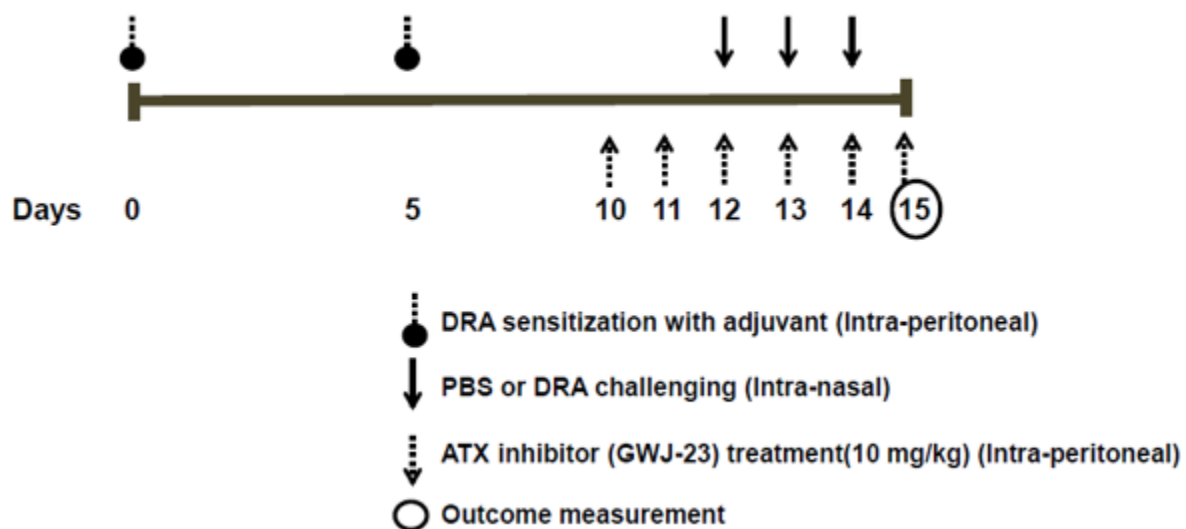 Days 0 5 10 11 12 13 14 15
DRA sensitization with adjuvant (Intra-peritoneal)
PBS or DRA challenging (Intra-nasal)
ATX inhibitor (GWJ-23) treatment(10 mg/kg) (Intra-peritoneal)
Outcome measurement